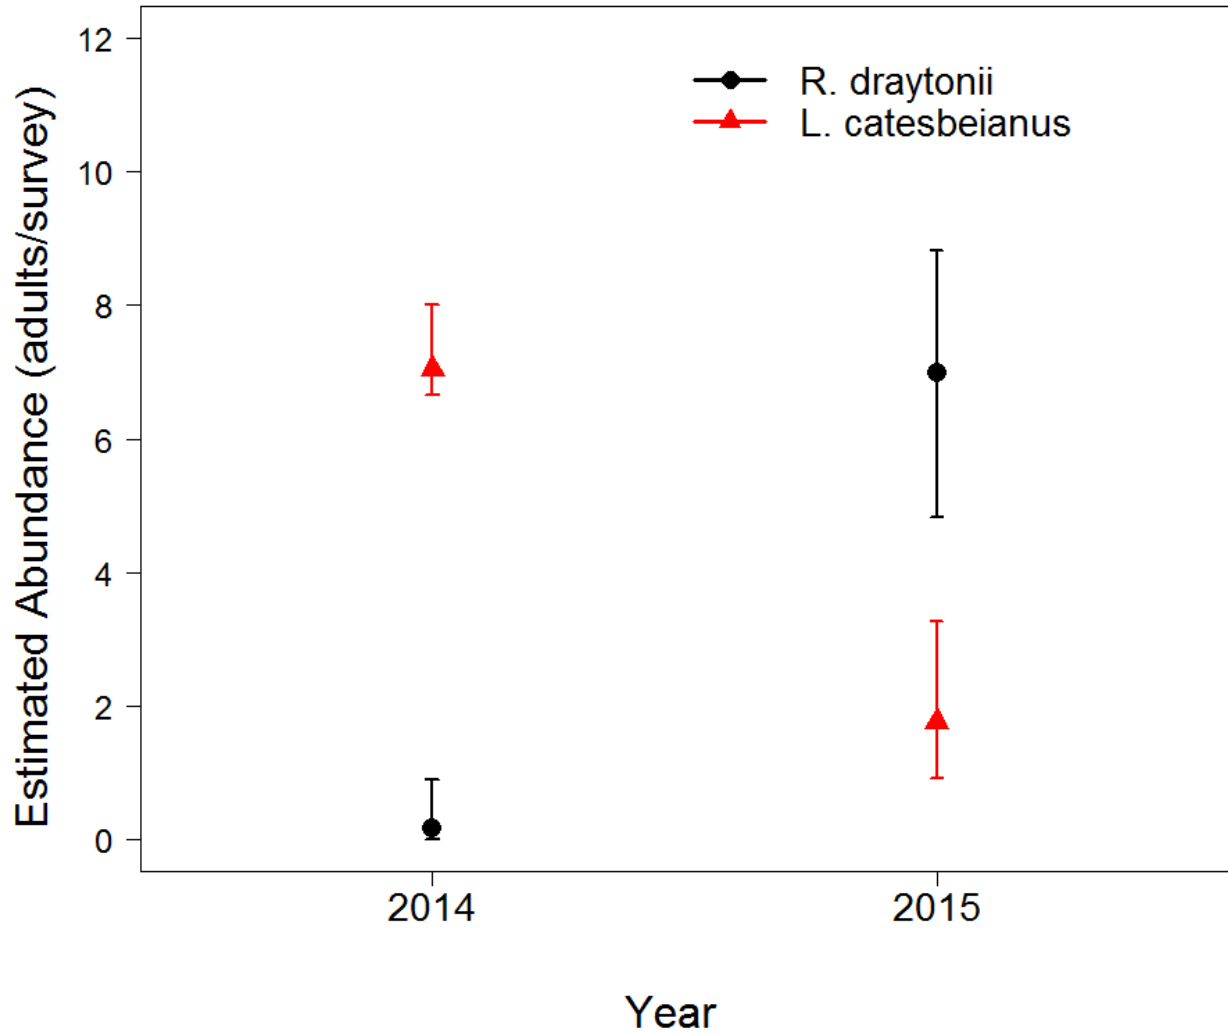 Estimated Abundance (adults/survey)
12
10
8
6
4
2
0
R. draytonii
L. catesbeianus
2014
2015
Year